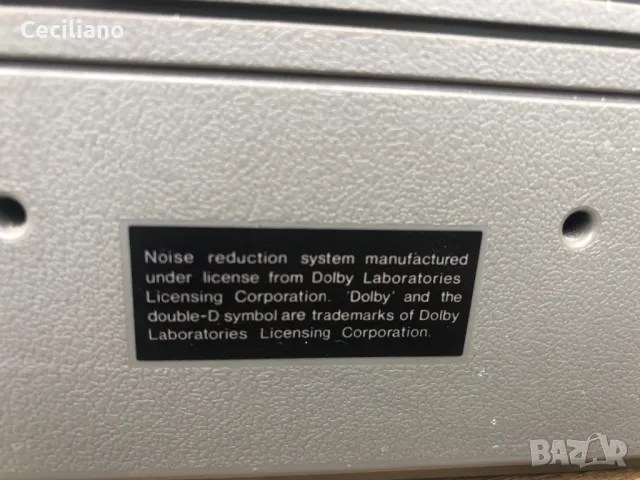 Ceciliano
Noise reduction system manufactured
under license from Dolby Laboratories
Licensing Corporation. 'Dolby' and the
double-D symbol are trademarks of Dolby
Laboratories Licensing Corporation.
BAZAR